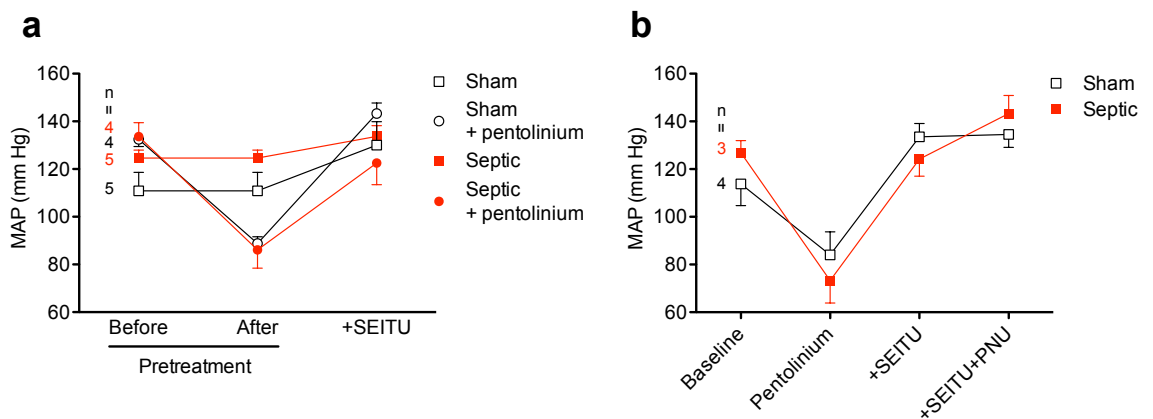 a
MAP (mm Hg)
160
140
120
100
80
60
n
=
4
4
5
5
Before
After
+SEITU
Pretreatment
Sham
Sham
+ pentolinium
Septic
Septic
+ pentolinium
b
MAP (mm Hg)
160
140
120
100
80
60
n
=
3
4
Baseline
Pentolinium
+SEITU
+SEITU+PNU
Sham
Septic